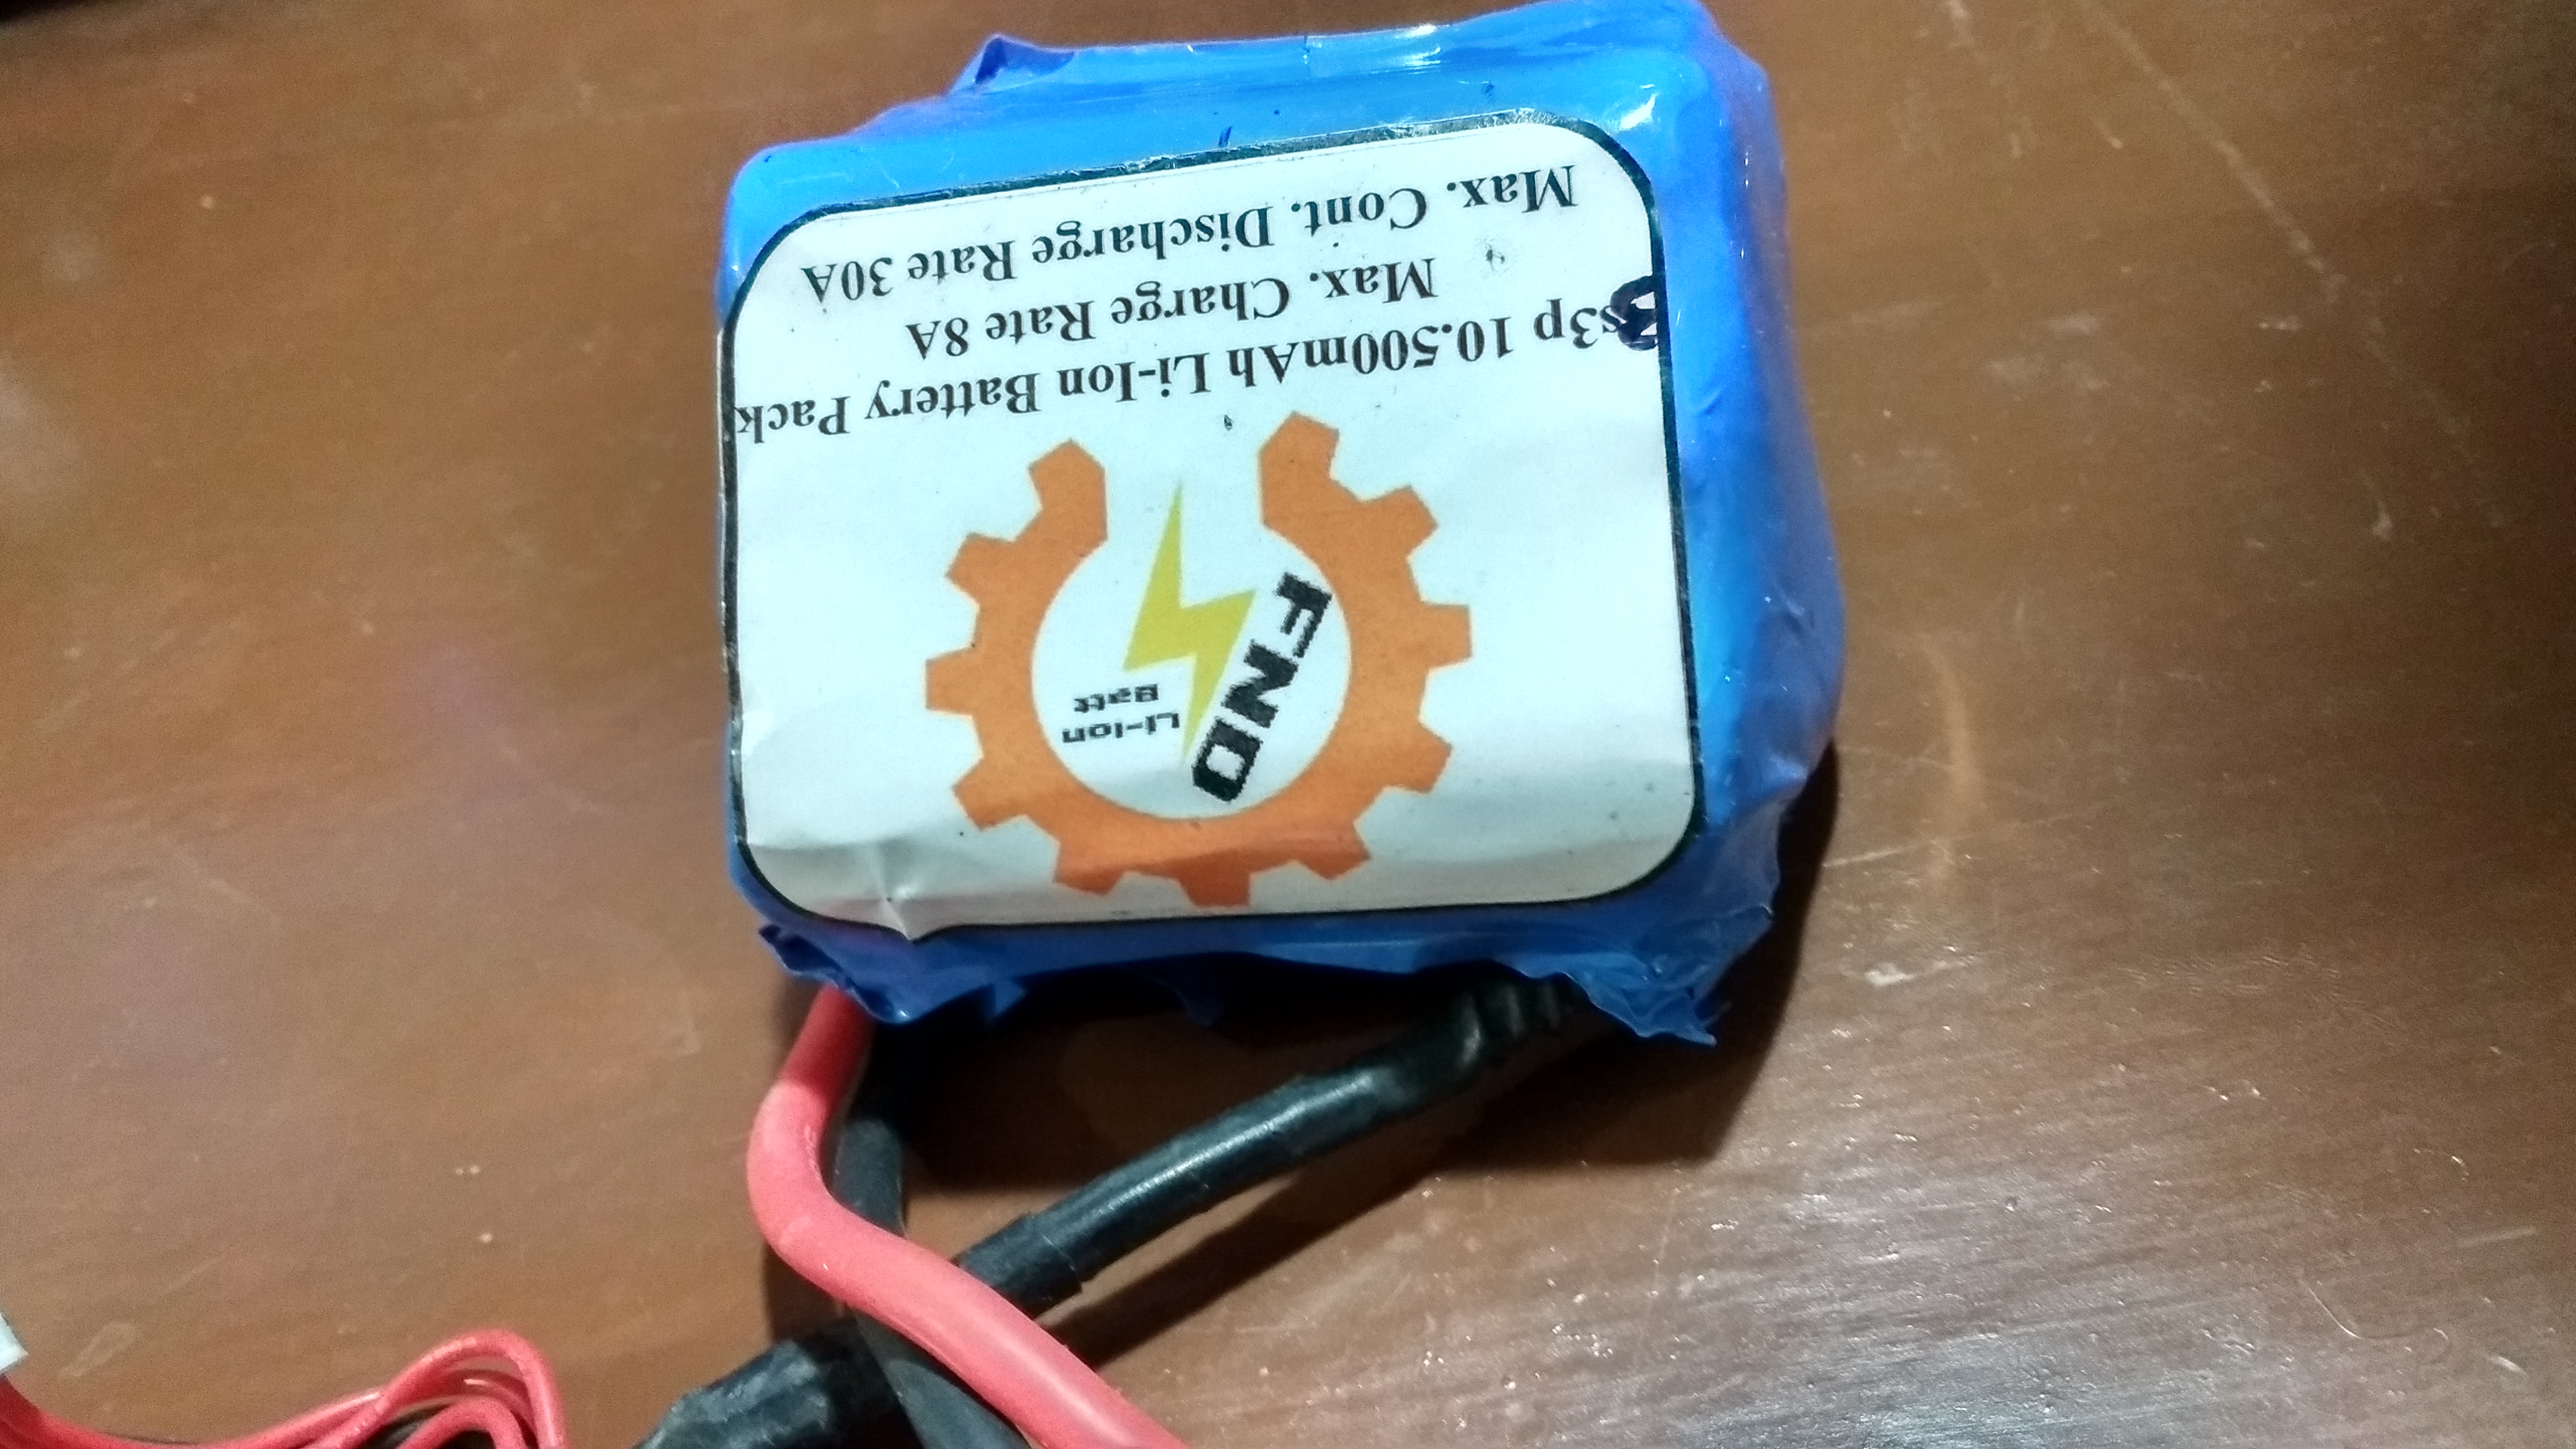 FND
Li-Ion
Batt
s3p 10.500mAh Li-Ion Battery Pack
Max. Charge Rate 8A
Max. Cont. Discharge Rate 30A